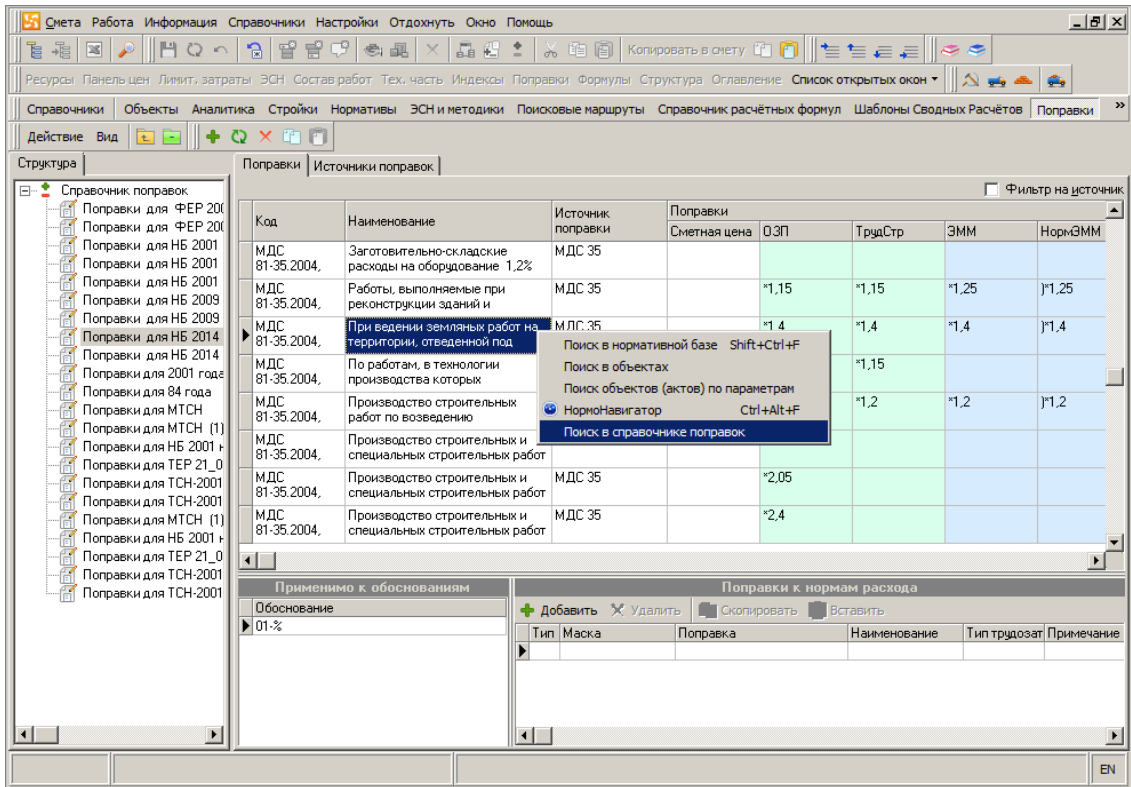 Смета Работа Информация Справочники Настройки Отдохнуть Окно Помощь
Копировать в смету
Ресурсы Панель цен Лимит. затраты ЭСН Состав работ Тех. часть Индексы Поправки Формулы Структура Оглавление Список открытых окон
Справочники Объекты Аналитика Стройки Нормативы ЭСН и методики Поисковые маршруты Справочник расчётных формул Шаблоны Сводных Расчётов Поправки »
Действие Вид
Структура
Поправки Источники поправок
Фильтр на источник
Справочник поправок
Поправки для ФЕР 200
Поправки для ФЕР 200
Поправки для НБ 2001
Поправки для НБ 2001
Поправки для НБ 2001
Поправки для НБ 2009
Поправки для НБ 2009
Поправки для НБ 2014
Поправки для НБ 2014
Поправки для 2001 года
Поправки для 84 года
Поправки для МТСН
Поправки для МТСН (1)
Поправки для НБ 2001 н
Поправки для ТЕР 21_0
Поправки для ТСН-2001
Поправки для ТСН-2001
Поправки для МТСН (1)
Поправки для НБ 2001 н
Поправки для ТЕР 21_0
Поправки для ТСН-2001
Поправки для ТСН-2001
Код Наименование Источник поправки Поправки
Сметная цена ОЗП ТрудСтр ЭММ НормЭММ
МДС Заготовительно-складские МДС 35
81-35.2004, расходы на оборудование 1,2%
МДС Работы, выполняемые при МДС 35 *1,15 *1,15 *1,25 )*1,25
81-35.2004, реконструкции зданий и
МДС При ведении земляных работ на МДС 35 *1,4 *1,4 *1,4 )*1,4
81-35.2004, территории, отведенной под
МДС По работам, в технологии *1,15
81-35.2004, производства которых
МДС Производство строительных *1,2 *1,2 )*1,2
81-35.2004, работ по возведению
МДС Производство строительных и
81-35.2004, специальных строительных работ
МДС Производство строительных и МДС 35 *2,05
81-35.2004, специальных строительных работ
МДС Производство строительных и МДС 35 *2,4
81-35.2004, специальных строительных работ
Поиск в нормативной базе Shift+Ctrl+F
Поиск в объектах
Поиск объектов (актов) по параметрам
НормоНавигатор Ctrl+Alt+F
Поиск в справочнике поправок
Применимо к обоснованиям
Обоснование
01-%
Поправки к нормам расхода
Добавить Удалить Скопировать Вставить
Тип Маска Поправка Наименование Тип трудозат Примечание
EN